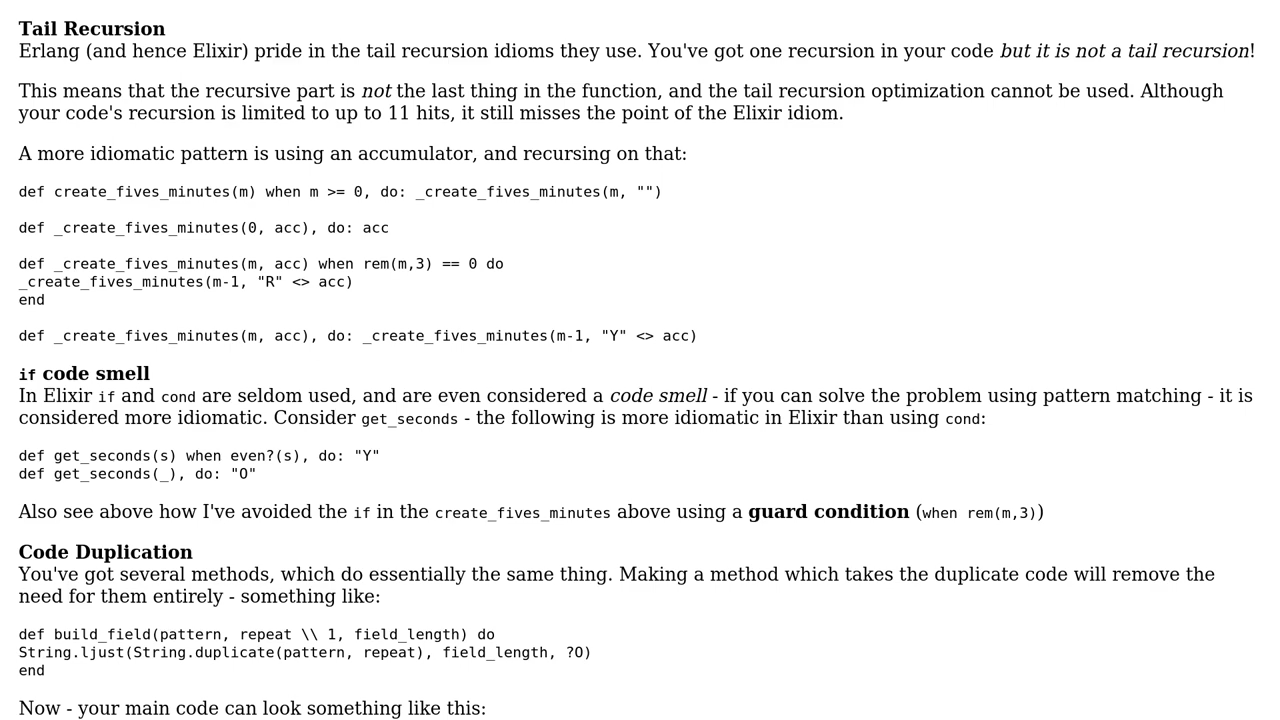 Tail Recursion
Erlang (and hence Elixir) pride in the tail recursion idioms they use. You've got one recursion in your code but it is not a tail recursion!
This means that the recursive part is not the last thing in the function, and the tail recursion optimization cannot be used. Although
your code's recursion is limited to up to 11 hits, it still misses the point of the Elixir idiom.
A more idiomatic pattern is using an accumulator, and recursing on that:
def create_fives_minutes(m) when m >= 0, do: _create_fives_minutes(m, "")
def _create_fives_minutes(0, acc), do: acc
def _create_fives_minutes(m, acc) when rem(m,3) == 0 do
_create_fives_minutes(m-1, "R" <> acc)
end
def _create_fives_minutes(m, acc), do: _create_fives_minutes(m-1, "Y" <> acc)
if code smell
In Elixir if and cond are seldom used, and are even considered a code smell - if you can solve the problem using pattern matching - it is
considered more idiomatic. Consider get_seconds - the following is more idiomatic in Elixir than using cond:
def get_seconds(s) when even?(s), do: "Y"
def get_seconds(_), do: "O"
Also see above how I've avoided the if in the create_fives_minutes above using a guard condition (when rem(m,3))
Code Duplication
You've got several methods, which do essentially the same thing. Making a method which takes the duplicate code will remove the
need for them entirely - something like:
def build_field(pattern, repeat \\ 1, field_length) do
String.ljust(String.duplicate(pattern, repeat), field_length, ?O)
end
Now - your main code can look something like this: